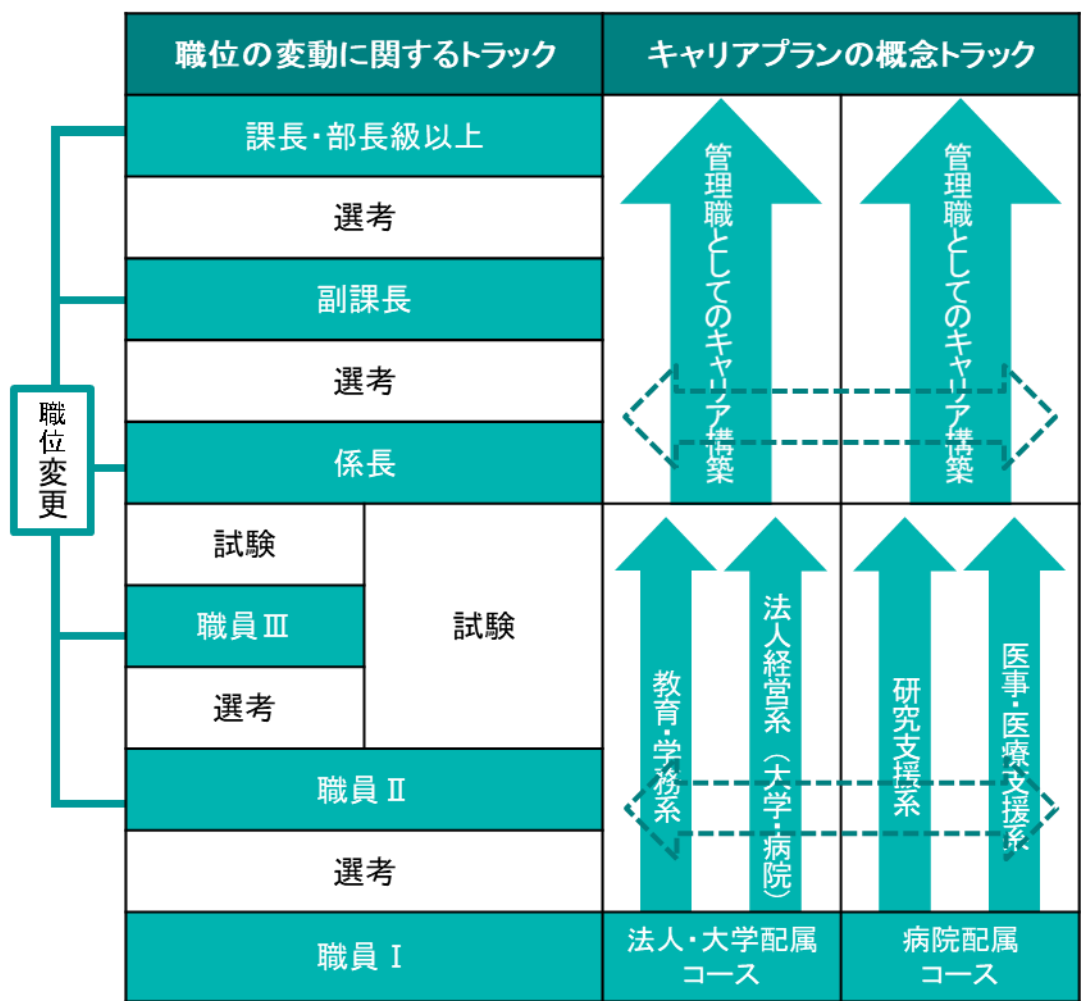 職位の変動に関するトラック
キャリアプランの概念トラック
課長・部長級以上
選考
副課長
選考
係長
試験
職員Ⅲ
選考
試験
職員Ⅱ
選考
職員Ⅰ
職位変更
管理職としてのキャリア構築
管理職としてのキャリア構築
教育・学務系
法人経営系（大学・病院）
研究支援系
医事・医療支援系
法人・大学配属
コース
病院配属
コース